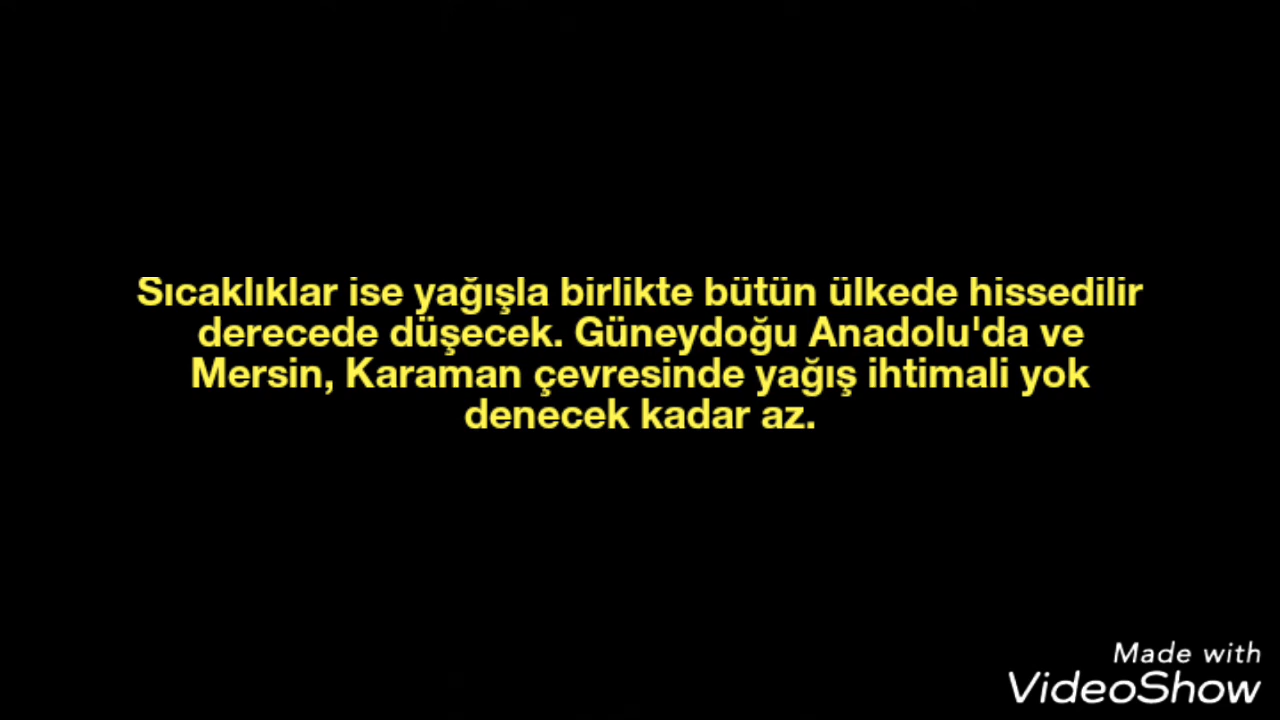 Sıcaklıklar ise yağışla birlikte bütün ülkede hissedilir
derecede düşecek. Güneydoğu Anadolu'da ve
Mersin, Karaman çevresinde yağış ihtimali yok
denecek kadar az.
Made with
VideoShow